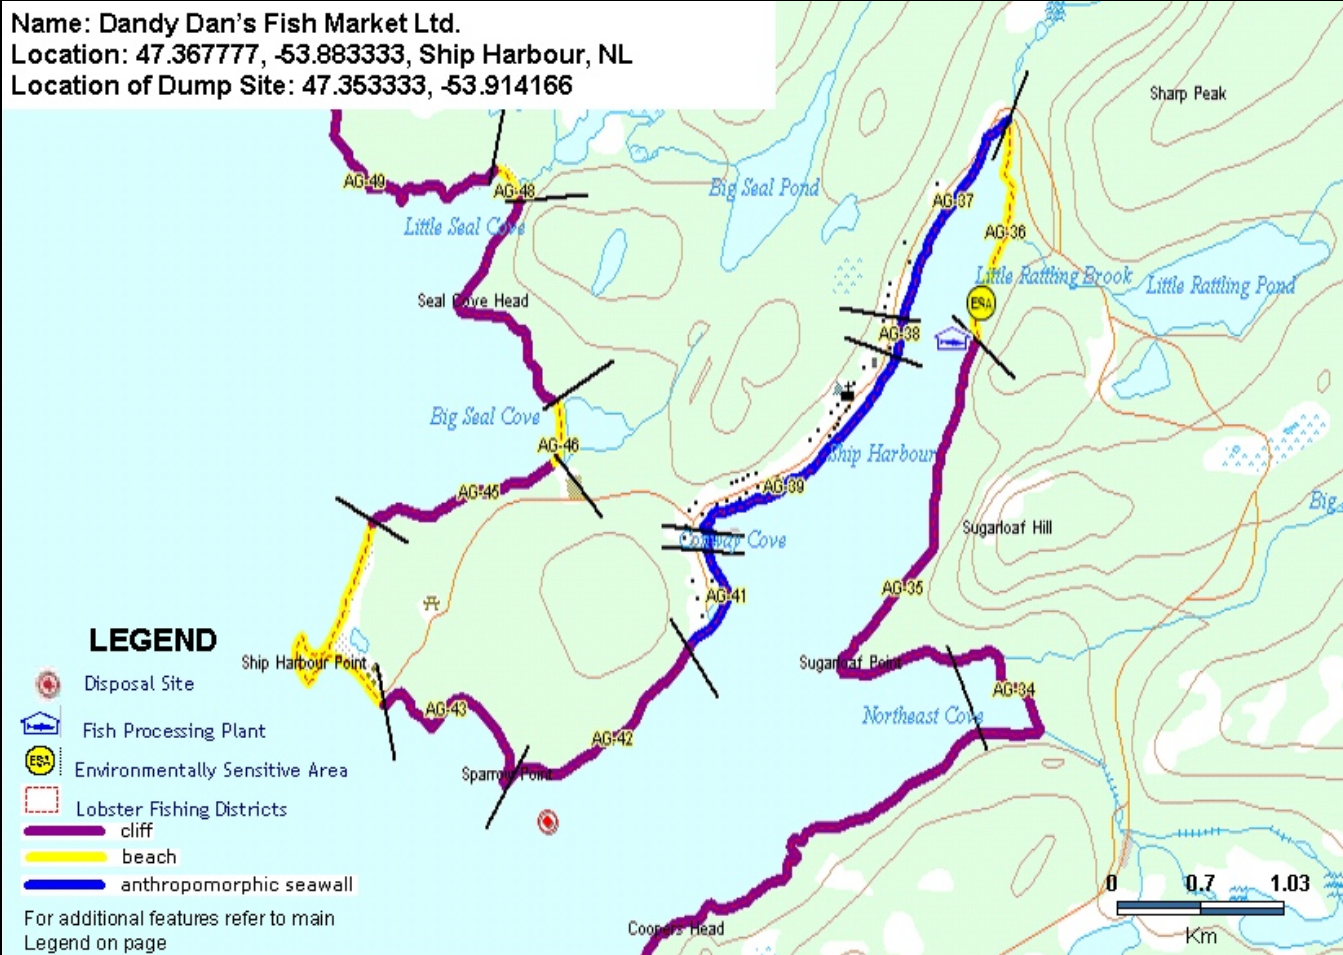 Name: Dandy Dan's Fish Market Ltd.
Location: 47.367777, -53.883333, Ship Harbour, NL
Location of Dump Site: 47.353333, -53.914166
Sharp Peak
AG-49
AG-48
Big Seal Pond
AG-37
Little Seal Cove
AG-36
Little Rattling Brook
Little Rattling Pond
Seal Cove Head
ESA
AG-38
Big Seal Cove
AG-46
Ship Harbour
AG-45
AG-39
Big
Sugarloaf Hill
Conway Cove
AG-35
AG-41
LEGEND
Ship Harbour Point
Sugarloaf Point
Disposal Site
AG-34
AG-43
Northeast Cove
Fish Processing Plant
AG-42
ESA
Environmentally Sensitive Area
Sparrow Point
Lobster Fishing Districts
cliff
beach
anthropomorphic seawall
0 0.7 1.03
Km
For additional features refer to main
Legend on page
Coopers Head